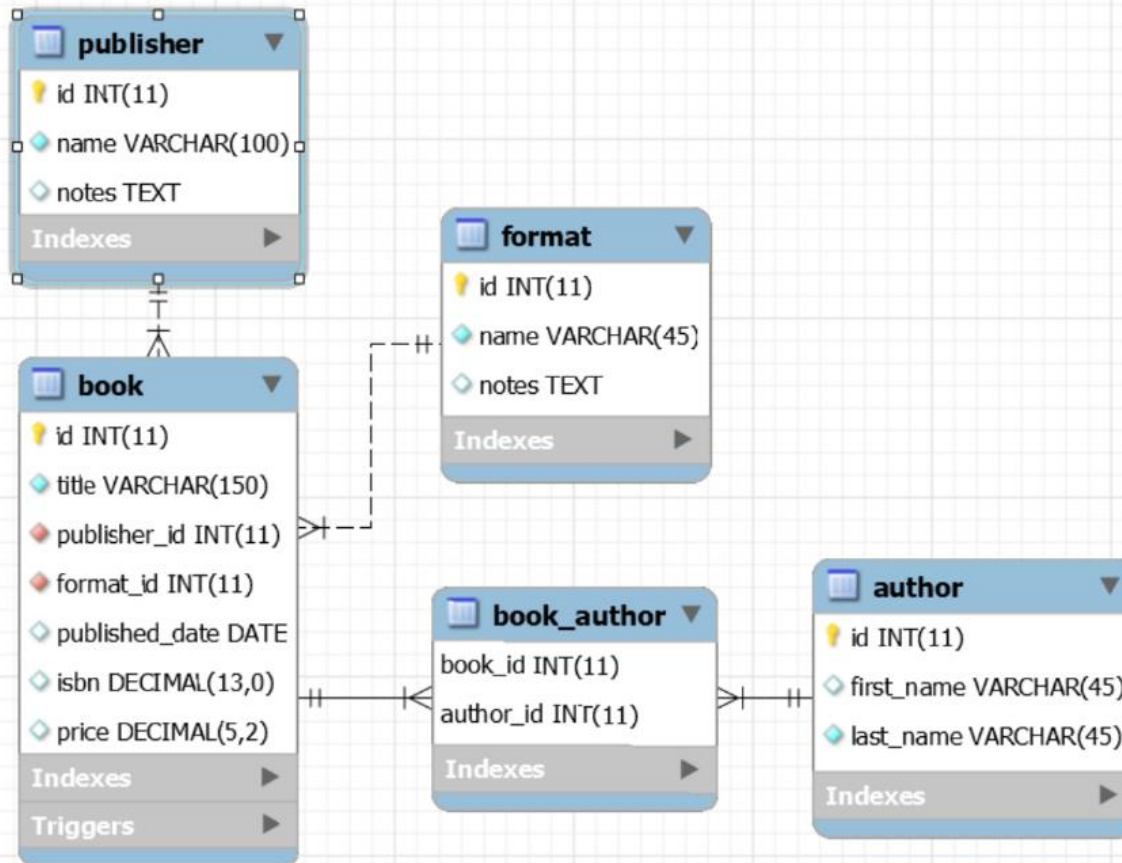 publisher
id INT(11)
name VARCHAR(100)
notes TEXT
Indexes
format
id INT(11)
name VARCHAR(45)
notes TEXT
Indexes
book
id INT(11)
title VARCHAR(150)
publisher_id INT(11)
format_id INT(11)
published_date DATE
isbn DECIMAL(13,0)
price DECIMAL(5,2)
Indexes
Triggers
book_author
book_id INT(11)
author_id INT(11)
Indexes
author
id INT(11)
first_name VARCHAR(45)
last_name VARCHAR(45)
Indexes